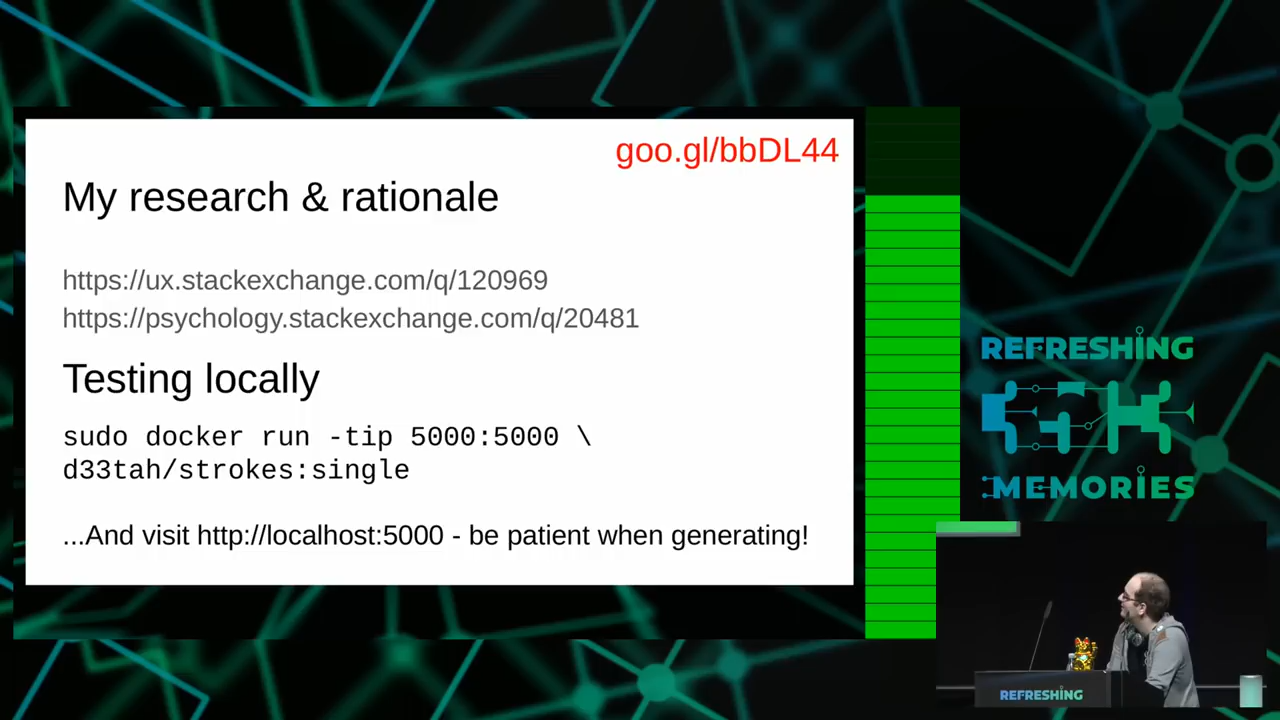 goo.gl/bbDL44
My research & rationale
https://ux.stackexchange.com/q/120969
https://psychology.stackexchange.com/q/20481
Testing locally
sudo docker run -tip 5000:5000 \
d33tah/strokes:single
...And visit http://localhost:5000 - be patient when generating!
REFRESHING
35C3
MEMORIES
REFRESHING